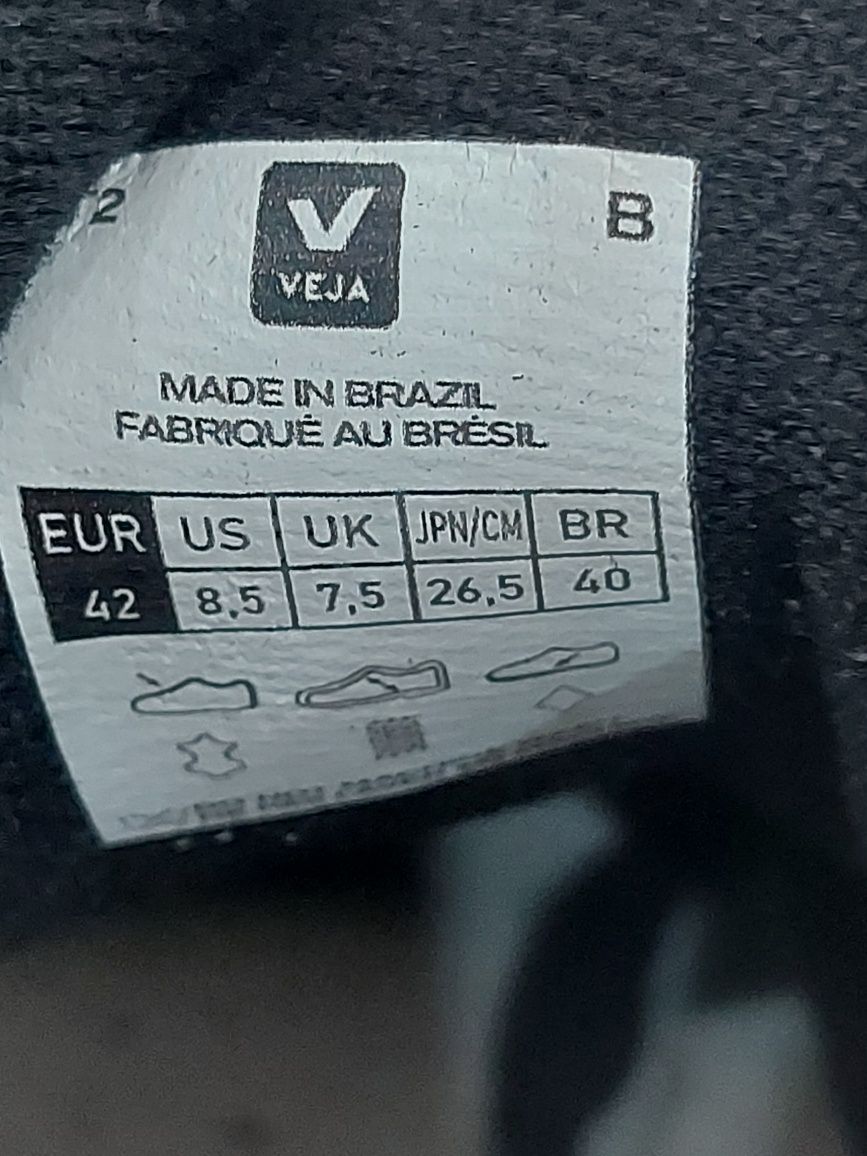 2 B
VEJA
MADE IN BRAZIL
FABRIQUÉ AU BRÉSIL
EUR US UK JPN/CM BR
42 8,5 7,5 26,5 40